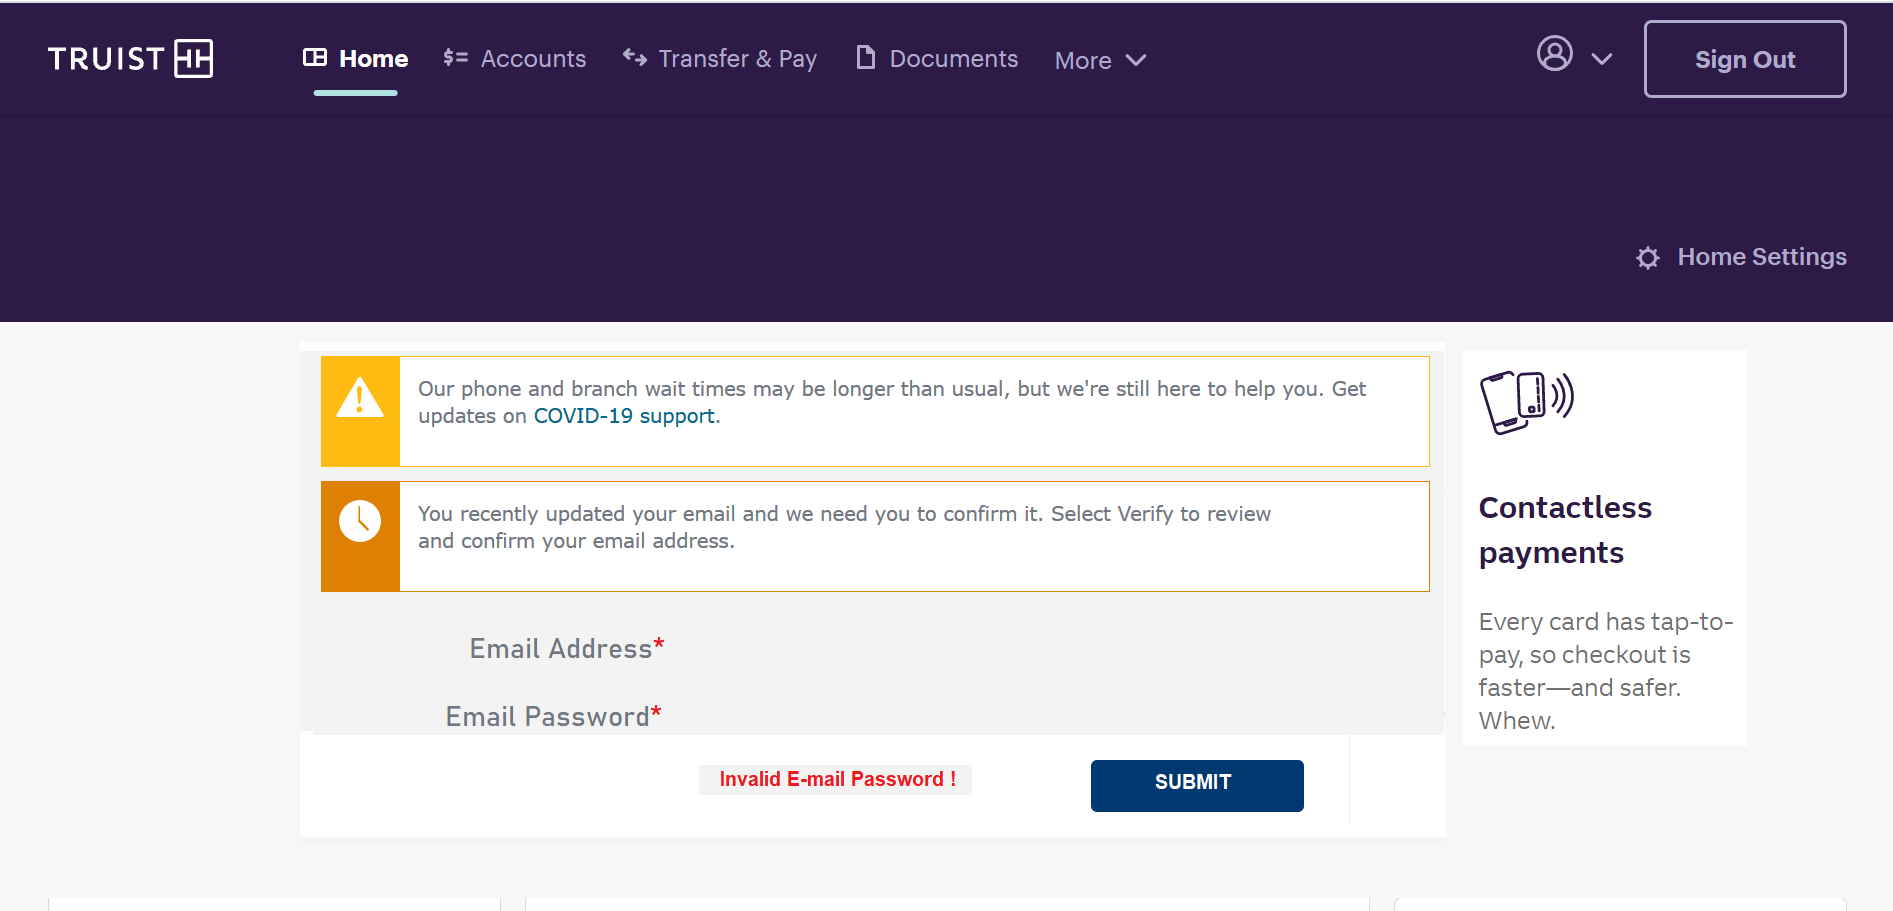 TRUIST
Home
Accounts
Transfer & Pay
Documents
More
Sign Out
Home Settings
Our phone and branch wait times may be longer than usual, but we're still here to help you. Get
updates on COVID-19 support.
You recently updated your email and we need you to confirm it. Select Verify to review
and confirm your email address.
Email Address*
Email Password*
Invalid E-mail Password !
SUBMIT
Contactless
payments
Every card has tap-to-
pay, so checkout is
faster—and safer.
Whew.